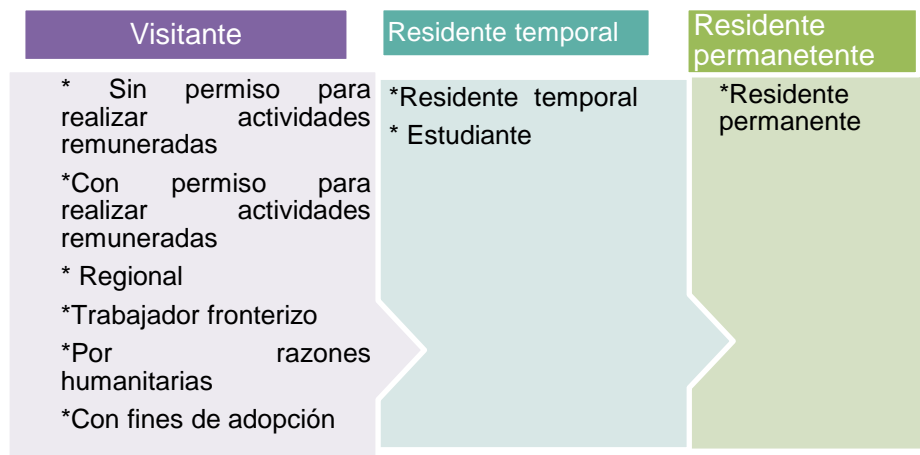 Visitante
* Sin permiso para
realizar actividades
remuneradas
*Con permiso para
realizar actividades
remuneradas
* Regional
*Trabajador fronterizo
*Por razones
humanitarias
*Con fines de adopción
Residente temporal
*Residente temporal
* Estudiante
Residente
permanetente
*Residente
permanente